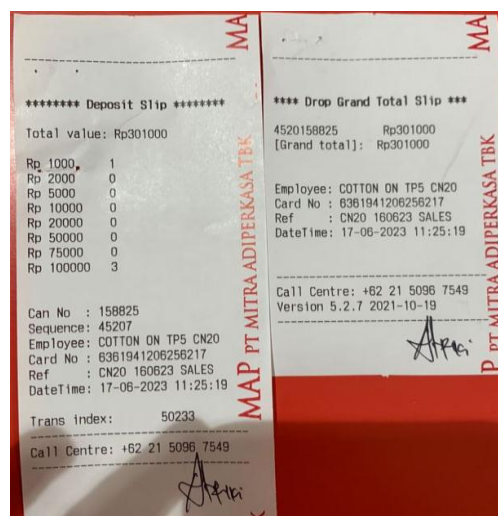 ******** Deposit Slip ********
Total value: Rp301000
Rp 1000 1
Rp 2000 0
Rp 5000 0
Rp 10000 0
Rp 20000 0
Rp 50000 0
Rp 75000 0
Rp 100000 3
Can No : 158825
Sequence: 45207
Employee: COTTON ON TP5 CN20
Card No : 6361941206256217
Ref : CN20 160623 SALES
DateTime: 17-06-2023 11:25:19
Trans index: 50233
Call Centre: +62 21 5096 7549
MA
MAP PT MITRA ADIPERKASA TBK
**** Drop Grand Total Slip ***
4520158825 Rp301000
[Grand total]: Rp301000
Employee: COTTON ON TP5 CN20
Card No : 6361941206256217
Ref : CN20 160623 SALES
DateTime: 17-06-2023 11:25:19
Call Centre: +62 21 5096 7549
Version 5.2.7 2021-10-19
MA
P PT MITRA ADIPERKASA TBK